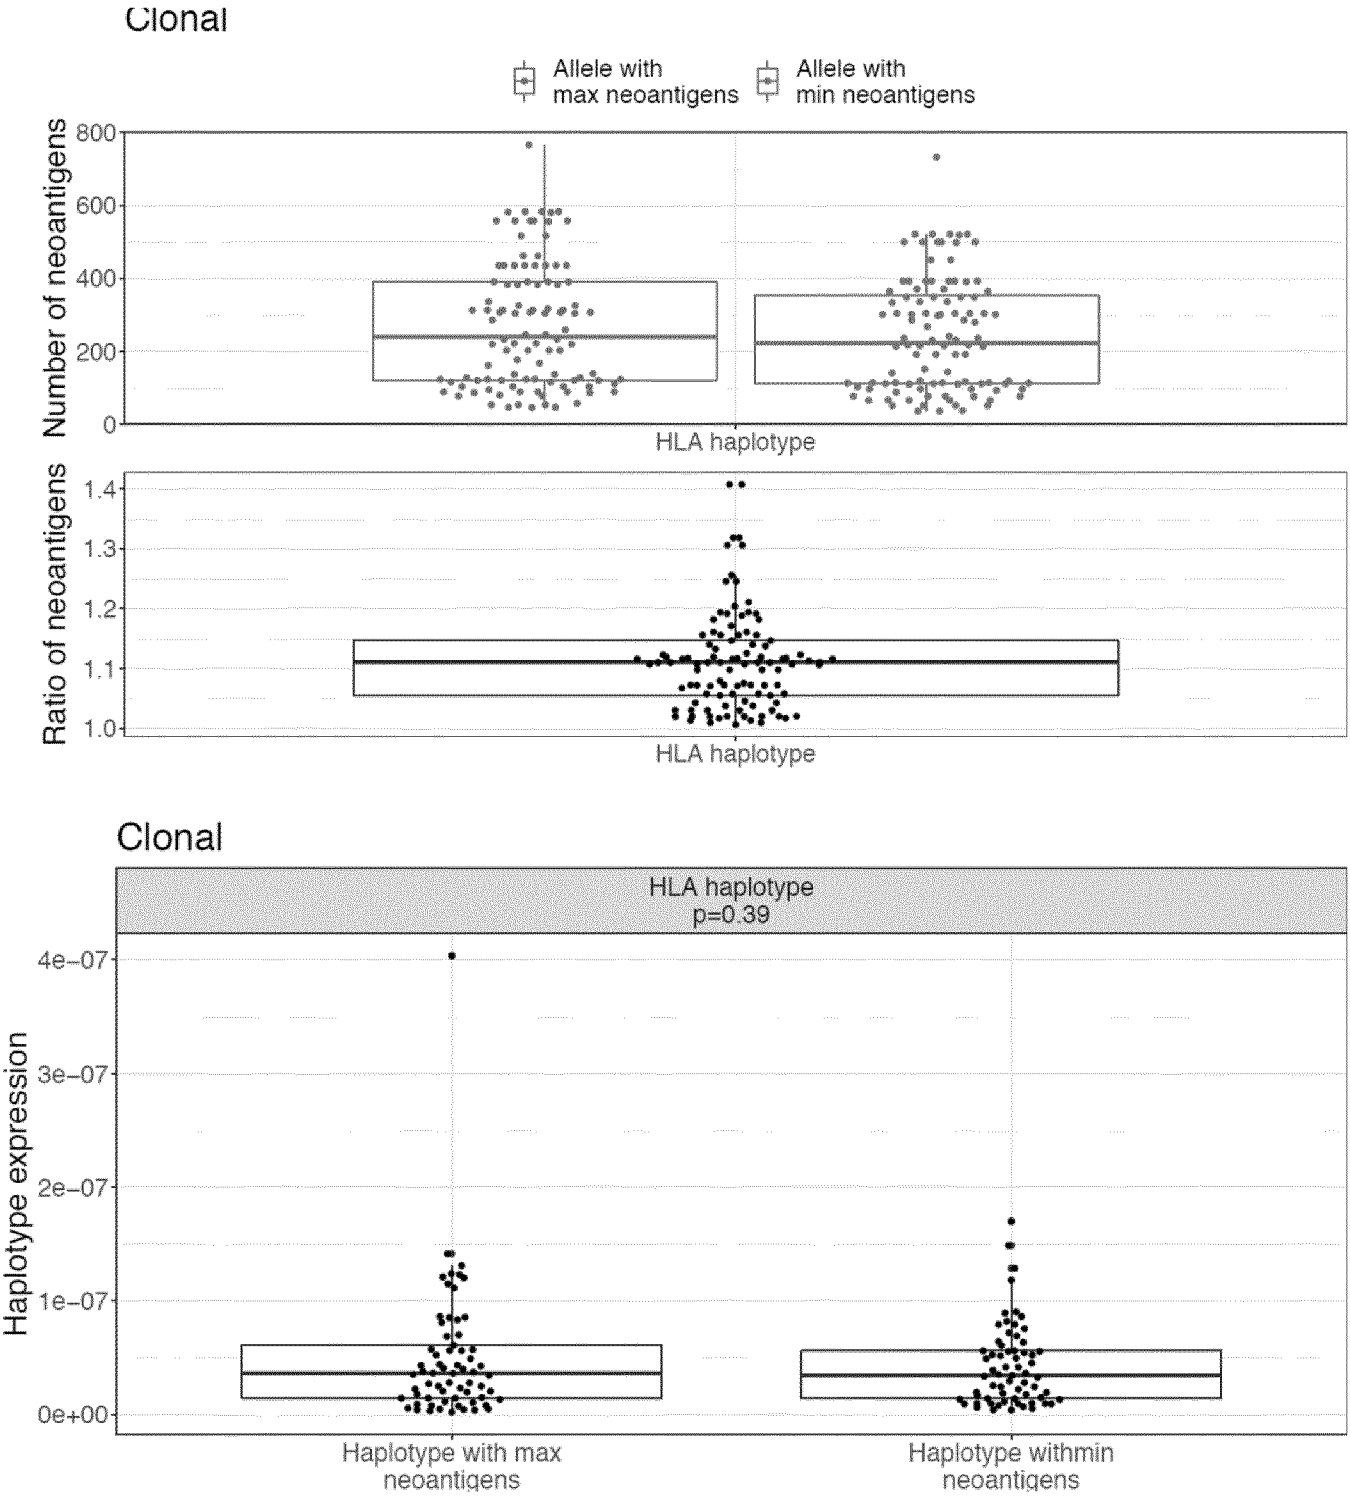 Clonal
Allele with
max neoantigens
Allele with
min neoantigens
Number of neoantigens
800
600
400
200
0
HLA haplotype
Ratio of neoantigens
1.4
1.3
1.2
1.1
1.0
HLA haplotype
Clonal
HLA haplotype
p=0.39
Haplotype expression
4e−07
3e−07
2e−07
1e−07
0e+00
Haplotype with max
neoantigens
Haplotype withmin
neoantigens